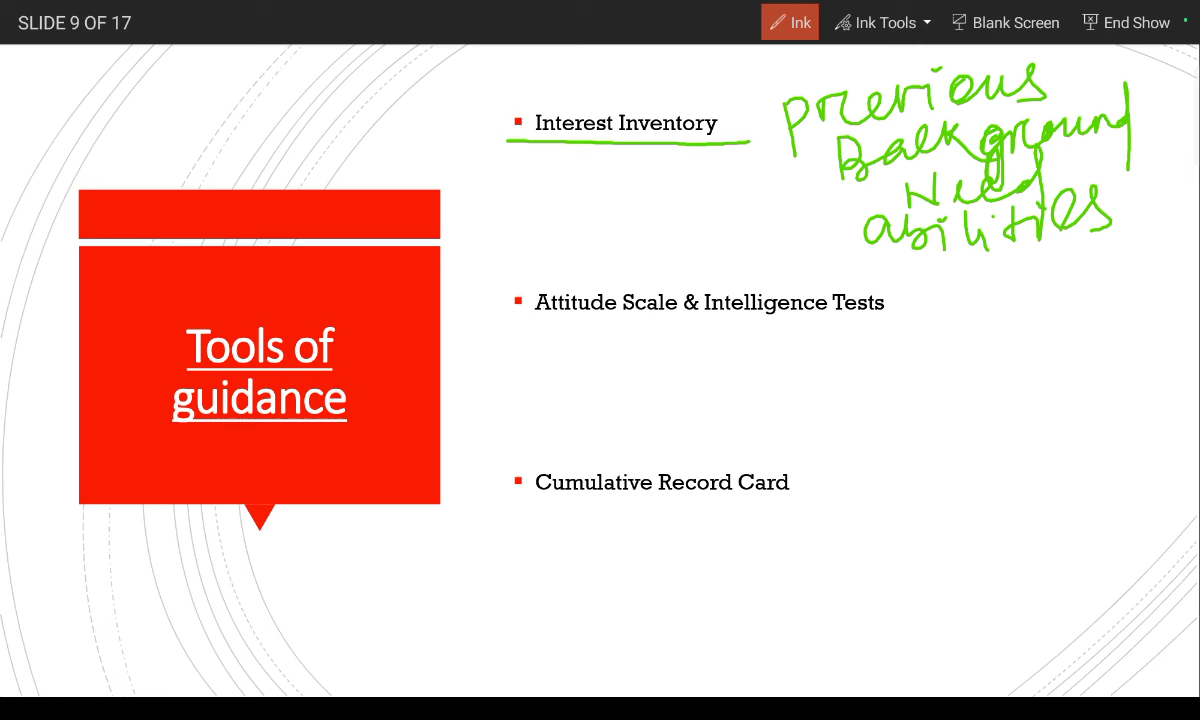 SLIDE 9 OF 17
Ink
Ink Tools
Blank Screen
End Show
Tools of
guidance
Interest Inventory
Previous
Background
Need
abilities
Attitude Scale & Intelligence Tests
Cumulative Record Card